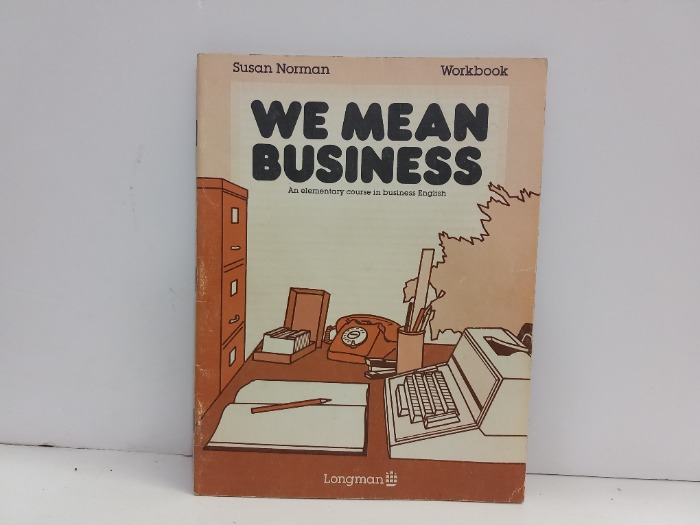 Susan Norman Workbook
WE MEAN
BUSINESS
An elementary course in business English
Longman